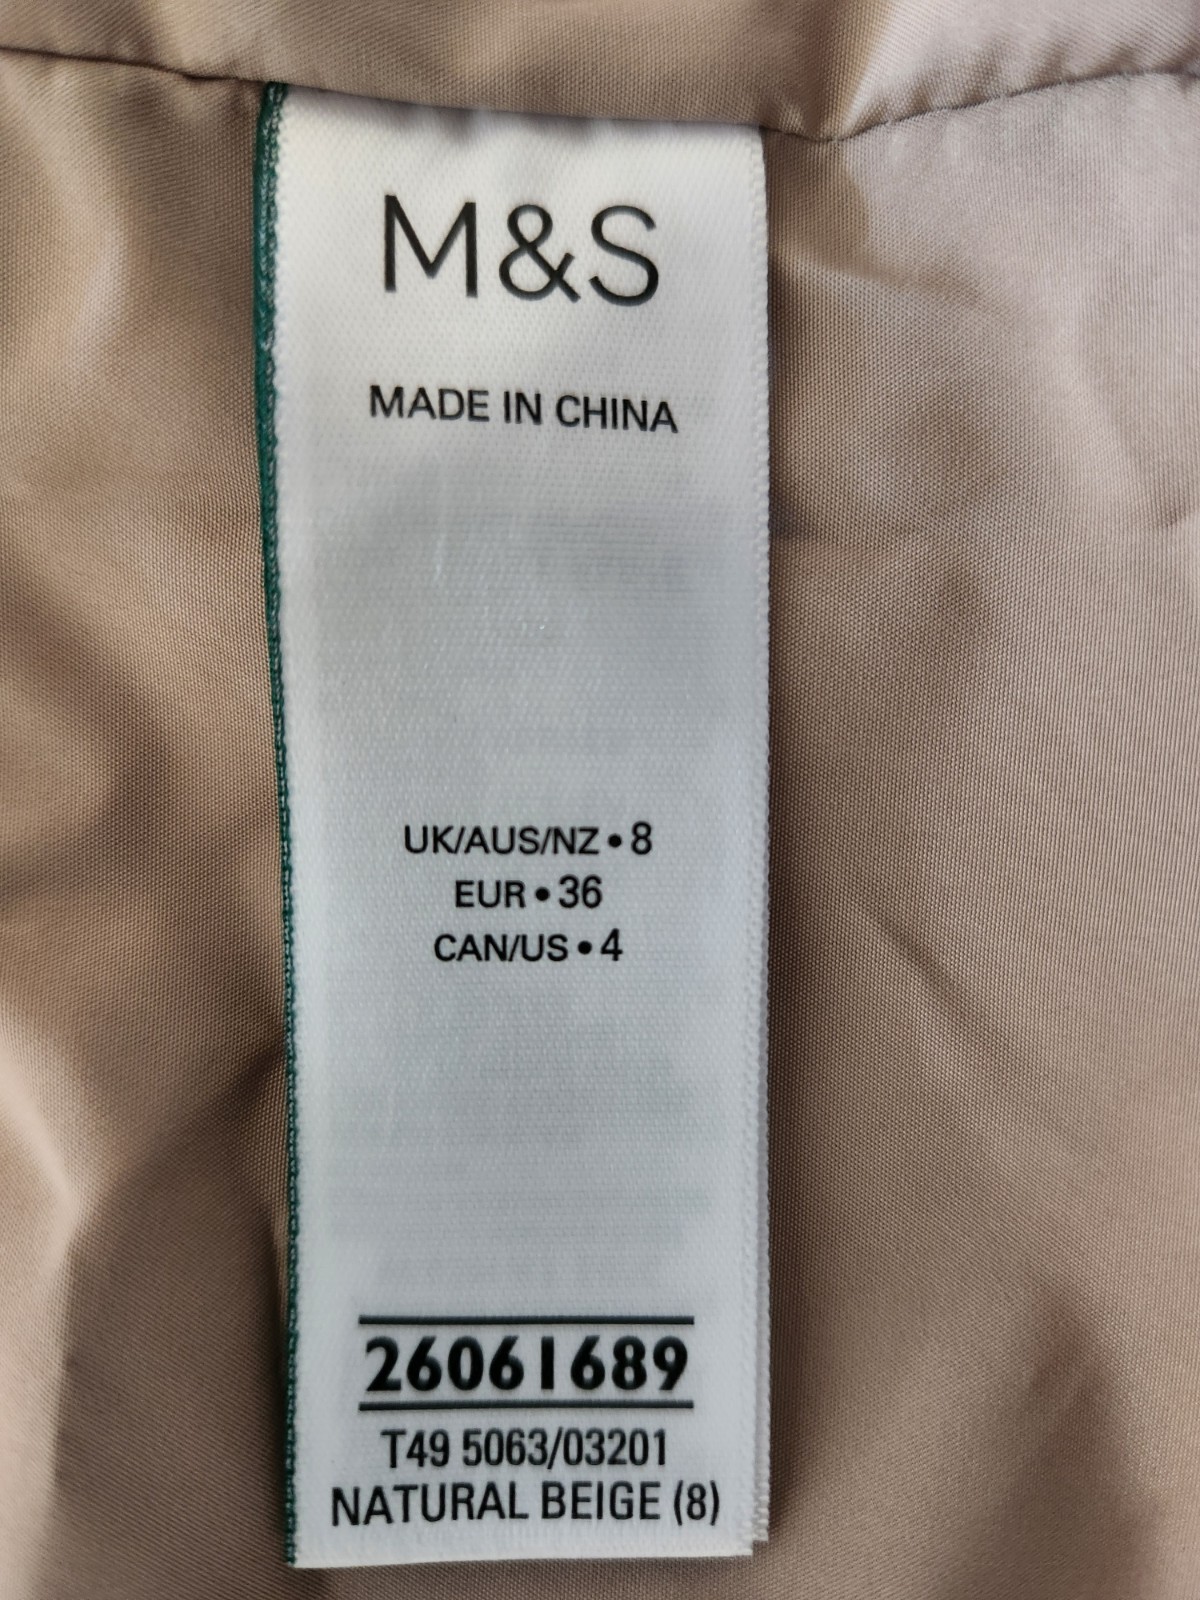 M&S
MADE IN CHINA
UK/AUS/NZ • 8
EUR • 36
CAN/US • 4
26061689
T49 5063/03201
NATURAL BEIGE (8)